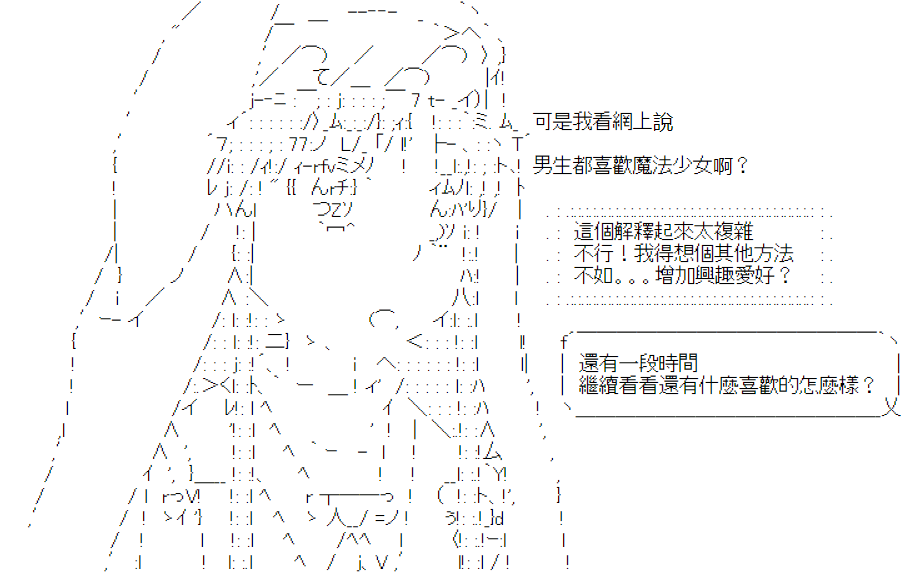 可是我看網上說
男生都喜歡魔法少女啊？
這個解釋起來太複雜
不行！我得想個其他方法
不如。。。增加興趣愛好？
還有一段時間
繼續看看還有什麼喜歡的怎麼樣？